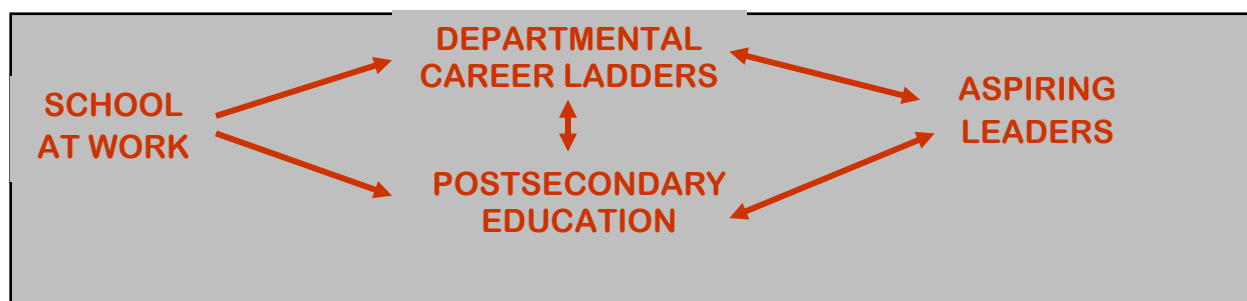 SCHOOL
AT WORK
DEPARTMENTAL
CAREER LADDERS
POSTSECONDARY
EDUCATION
ASPIRING
LEADERS